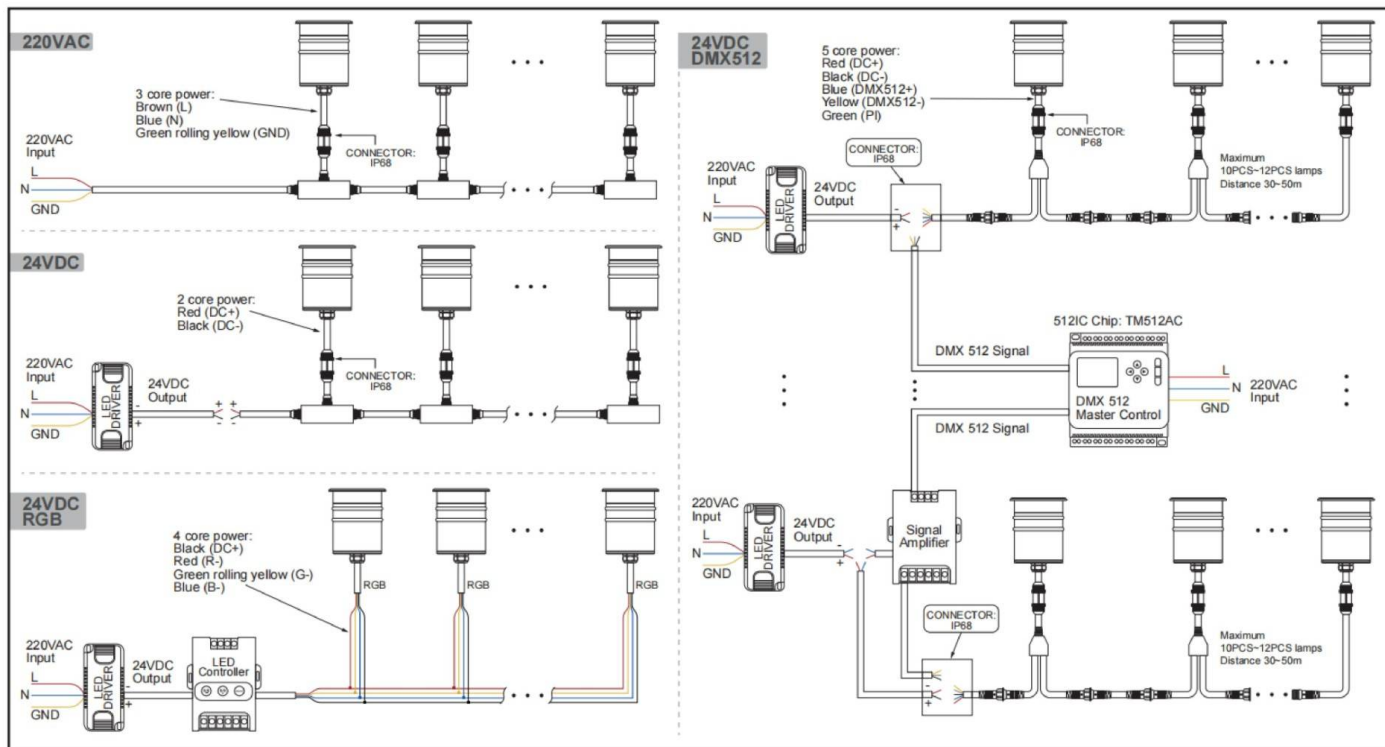 220VAC
3 core power:
Brown (L)
Blue (N)
Green rolling yellow (GND)
CONNECTOR:
IP68
220VAC
Input
L
N
GND
24VDC
2 core power:
Red (DC+)
Black (DC-)
CONNECTOR:
IP68
220VAC
Input
L
N
GND
LED
DRIVER
24VDC
Output
-
+
+ +
- -
24VDC
RGB
4 core power:
Black (DC+)
Red (R-)
Green rolling yellow (G-)
Blue (B-)
RGB
RGB
RGB
220VAC
Input
L
N
GND
LED
DRIVER
24VDC
Output
-
+
LED
Controller
24VDC
DMX512
5 core power:
Red (DC+)
Black (DC-)
Blue (DMX512+)
Yellow (DMX512-)
Green (PI)
CONNECTOR:
IP68
CONNECTOR:
IP68
Maximum
10PCS~12PCS lamps
Distance 30~50m
220VAC
Input
L
N
GND
LED
DRIVER
24VDC
Output
-
+
512IC Chip: TM512AC
DMX 512 Signal
DMX 512
Master Control
L
N
GND
220VAC
Input
DMX 512 Signal
220VAC
Input
L
N
GND
LED
DRIVER
24VDC
Output
-
+
Signal
Amplifier
CONNECTOR:
IP68
-
+
Maximum
10PCS~12PCS lamps
Distance 30~50m